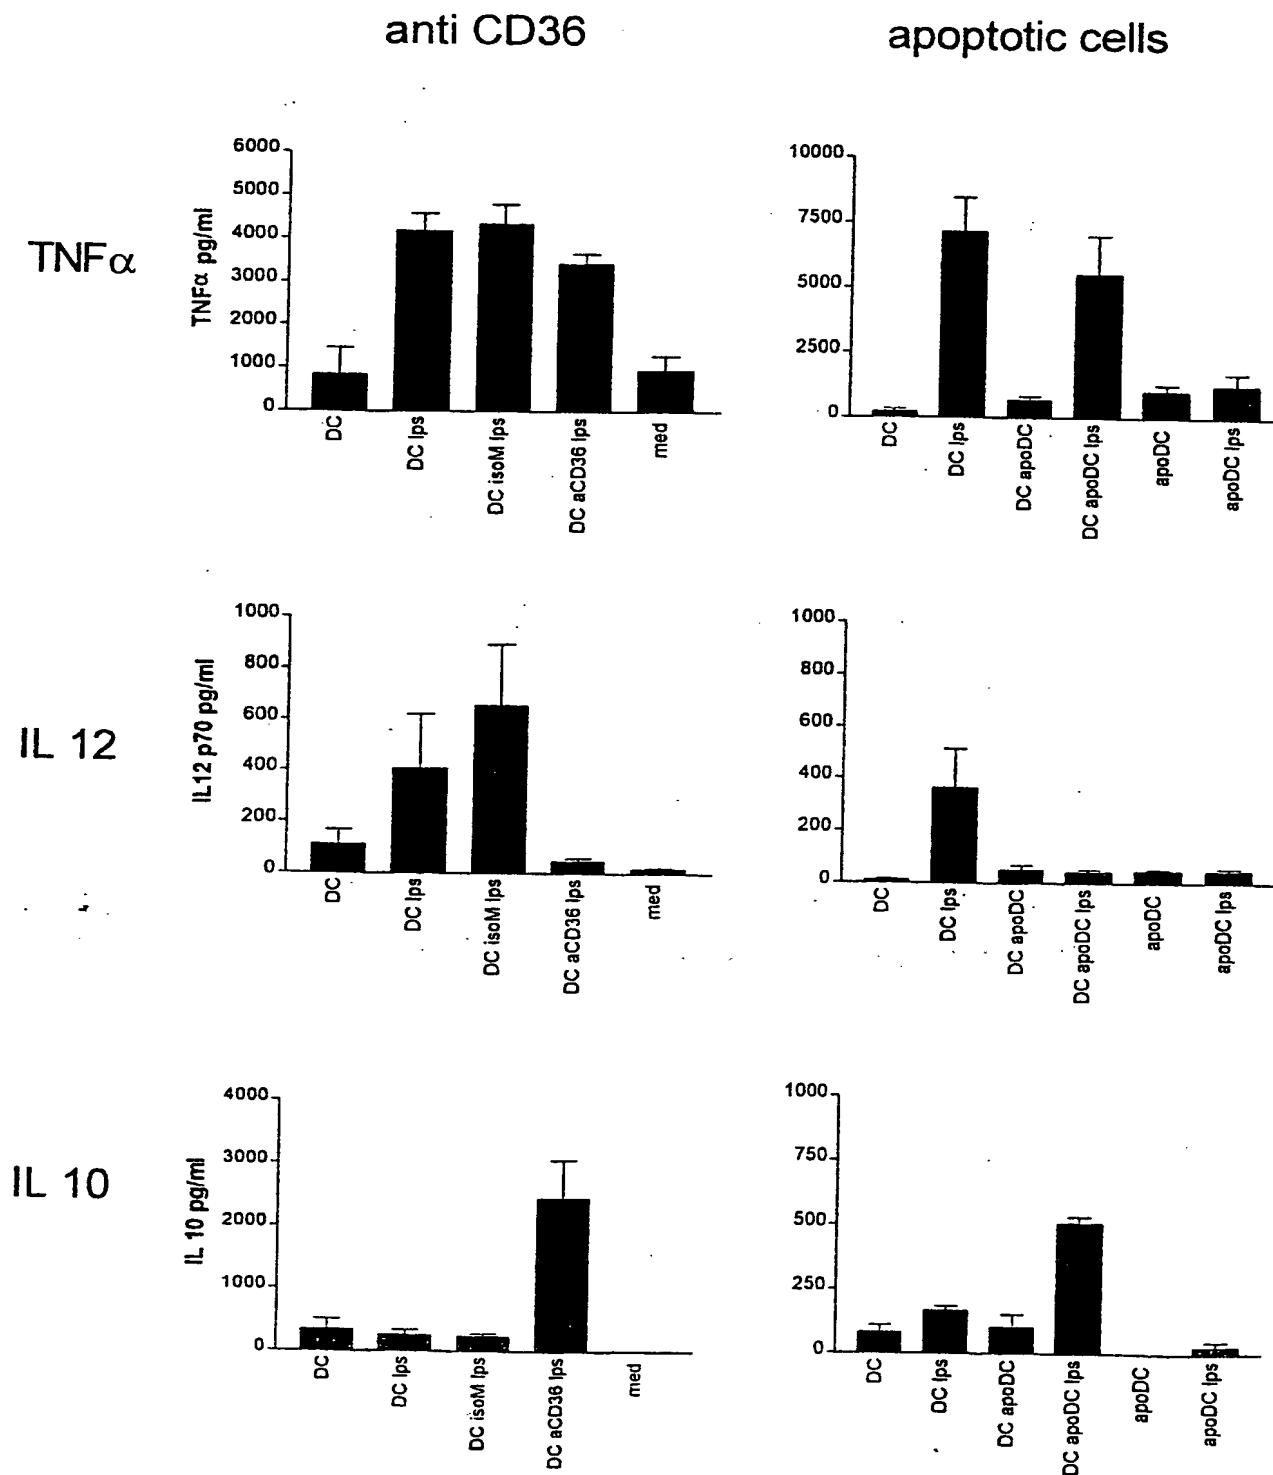 anti CD36
apoptotic cells
TNFα
TNFα pg/ml
6000
5000
4000
3000
2000
1000
0
DC
DC lps
DC isoM lps
DC aCD36 lps
med
10000
7500
5000
2500
0
DC
DC lps
DC apoDC
DC apoDC lps
apoDC
apoDC lps
IL 12
IL12 p70 pg/ml
1000
800
600
400
200
0
DC
DC lps
DC isoM lps
DC aCD36 lps
med
1000
800
600
400
200
0
DC
DC lps
DC apoDC
DC apoDC lps
apoDC
apoDC lps
IL 10
IL 10 pg/ml
4000
3000
2000
1000
0
DC
DC lps
DC isoM lps
DC aCD36 lps
med
1000
750
500
250
0
DC
DC lps
DC apoDC
DC apoDC lps
apoDC
apoDC lps